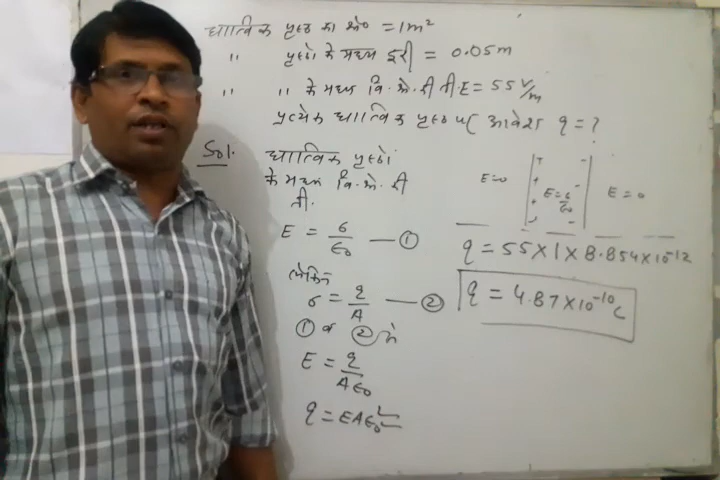 धात्विक पृष्ठ का क्षे० = 1m²
" पृष्ठों के मध्य दूरी = 0.05m
" " के मध्य वि. क्षे. की ती. E = 55 V/m
प्रत्येक धात्विक पृष्ठ पर आवेश q = ?
Sol. धात्विक पृष्ठों
के मध्य वि. क्षे. की
ती.
E = σ/ε₀ — ①
लेकिन
σ = q/A — ②
① व ② से
E = q/Aε₀
q = EAε₀
E=0 + + + - - - E = σ/ε₀ E = 0
q = 55 X 1 X 8.854 X 10⁻¹²
q = 4.87 X 10⁻¹⁰ C